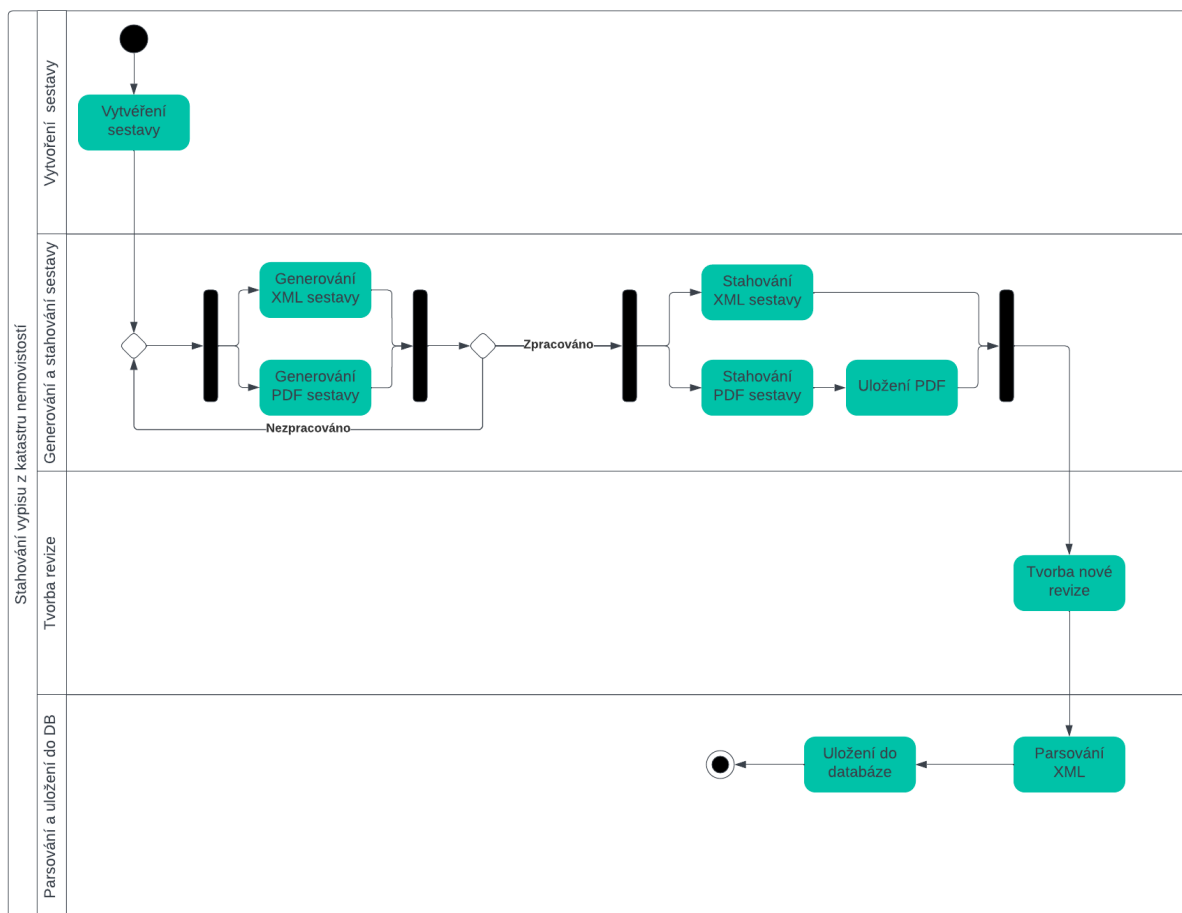 Stahování vypisu z katastru nemovistostí
Vytvoření sestavy
Vytvéření
sestavy
Generování a stahování sestavy
Generování
XML sestavy
Generování
PDF sestavy
Nezpracováno
Zpracováno
Stahování
XML sestavy
Stahování
PDF sestavy
Uložení PDF
Tvorba revize
Tvorba nové
revize
Parsování a uložení do DB
Parsování
XML
Uložení do
databáze